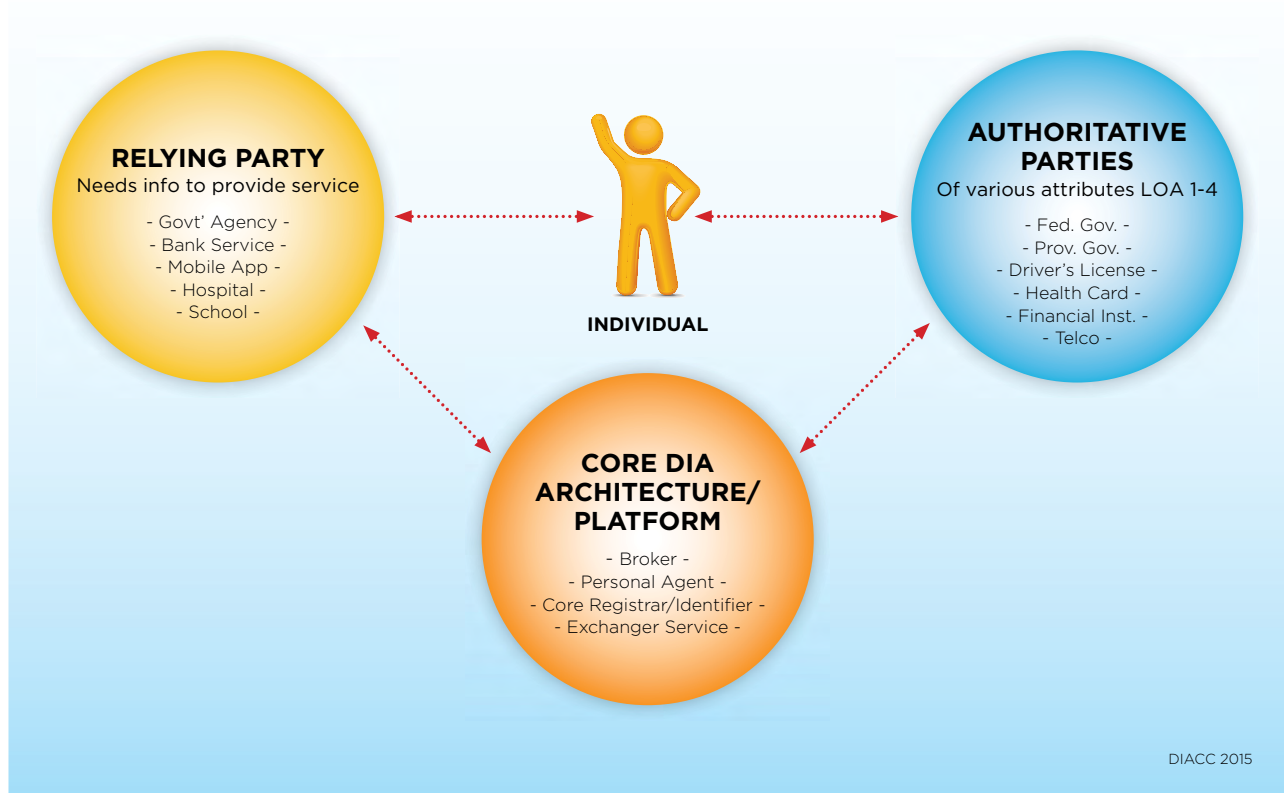 RELYING PARTY
Needs info to provide service
- Govt' Agency -
- Bank Service -
- Mobile App -
- Hospital -
- School -
INDIVIDUAL
AUTHORITATIVE
PARTIES
Of various attributes LOA 1-4
- Fed. Gov. -
- Prov. Gov. -
- Driver's License -
- Health Card -
- Financial Inst. -
- Telco -
CORE DIA
ARCHITECTURE/
PLATFORM
- Broker -
- Personal Agent -
- Core Registrar/Identifier -
- Exchanger Service -
DIACC 2015